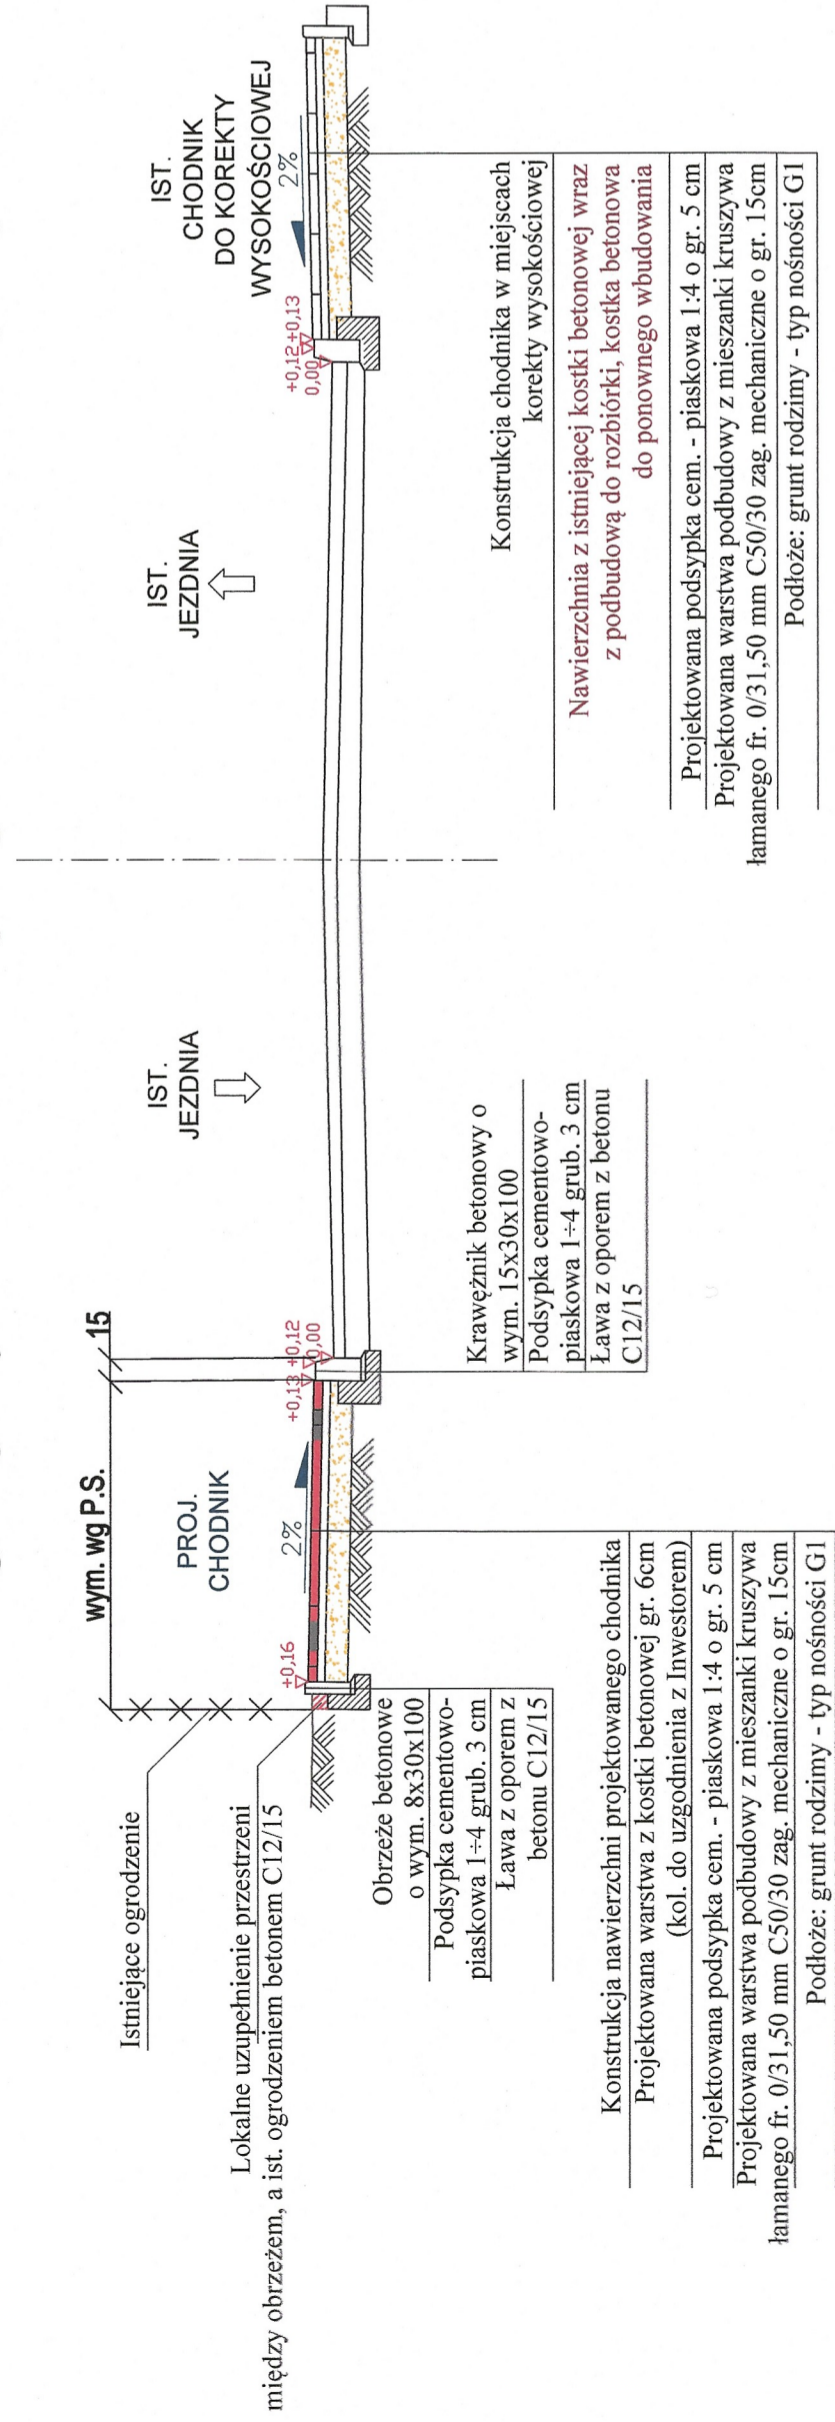 wym. wg P.S.
15
PROJ.
CHODNIK
IST.
JEZDNIA
IST.
JEZDNIA
IST.
CHODNIK
DO KOREKTY
WYSOKOŚCIOWEJ
+0,16
2%
+0,13
+0,12
0,00
+0,12
+0,13
0,00
2%
Istniejące ogrodzenie
Lokalne uzupełnienie przestrzeni
między obrzeżem, a ist. ogrodzeniem betonem C12/15
Obrzeże betonowe
o wym. 8x30x100
Podsypka cementowo-
piaskowa 1÷4 grub. 3 cm
Ława z oporem z
betonu C12/15
Krawężnik betonowy o
wym. 15x30x100
Podsypka cementowo-
piaskowa 1÷4 grub. 3 cm
Ława z oporem z betonu
C12/15
Konstrukcja nawierzchni projektowanego chodnika
Projektowana warstwa z kostki betonowej gr. 6cm
(kol. do uzgodnienia z Inwestorem)
Projektowana podsypka cem. - piaskowa 1:4 o gr. 5 cm
Projektowana warstwa podbudowy z mieszanki kruszywa
łamanego fr. 0/31,50 mm C50/30 zag. mechaniczne o gr. 15cm
Podłoże: grunt rodzimy - typ nośności G1
Konstrukcja chodnika w miejscach
korekty wysokościowej
Nawierzchnia z istniejącej kostki betonowej wraz
z podbudową do rozbiórki, kostka betonowa
do ponownego wbudowania
Projektowana podsypka cem. - piaskowa 1:4 o gr. 5 cm
Projektowana warstwa podbudowy z mieszanki kruszywa
łamanego fr. 0/31,50 mm C50/30 zag. mechaniczne o gr. 15cm
Podłoże: grunt rodzimy - typ nośności G1